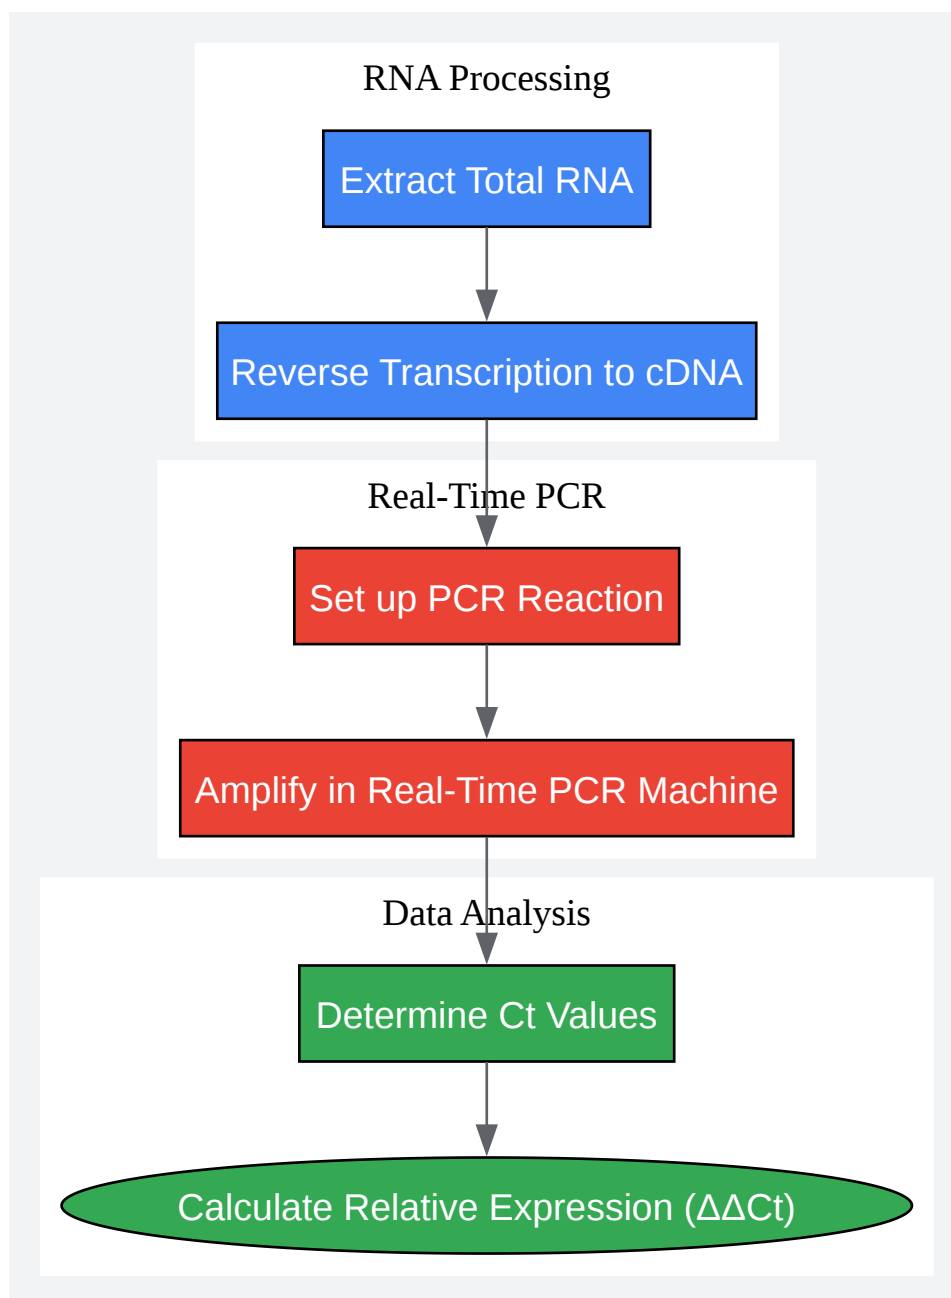 RNA Processing
Extract Total RNA
Reverse Transcription to cDNA
Real-Time PCR
Set up PCR Reaction
Amplify in Real-Time PCR Machine
Data Analysis
Determine Ct Values
Calculate Relative Expression (ΔΔCt)